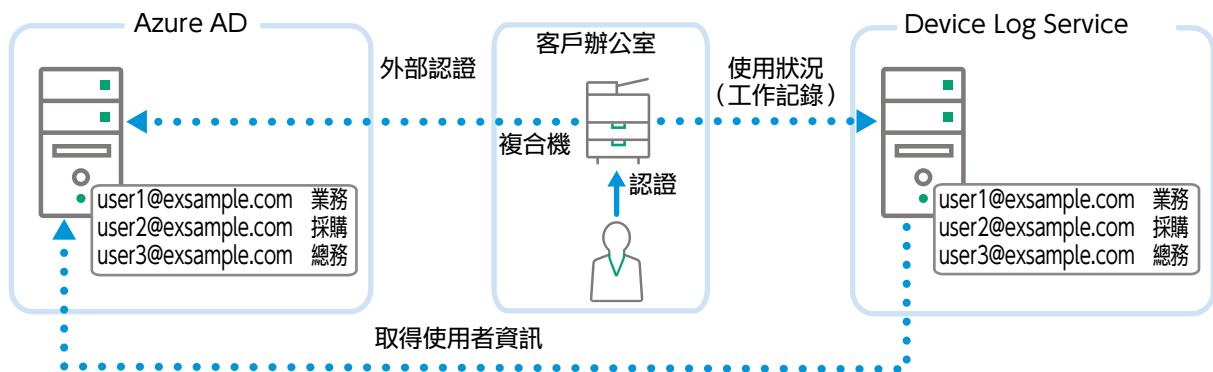 Azure AD
客戶辦公室
Device Log Service
外部認證
使用狀況
（工作記錄）
複合機
認證
user1@exsample.com 業務
user2@exsample.com 採購
user3@exsample.com 總務
user1@exsample.com 業務
user2@exsample.com 採購
user3@exsample.com 總務
取得使用者資訊